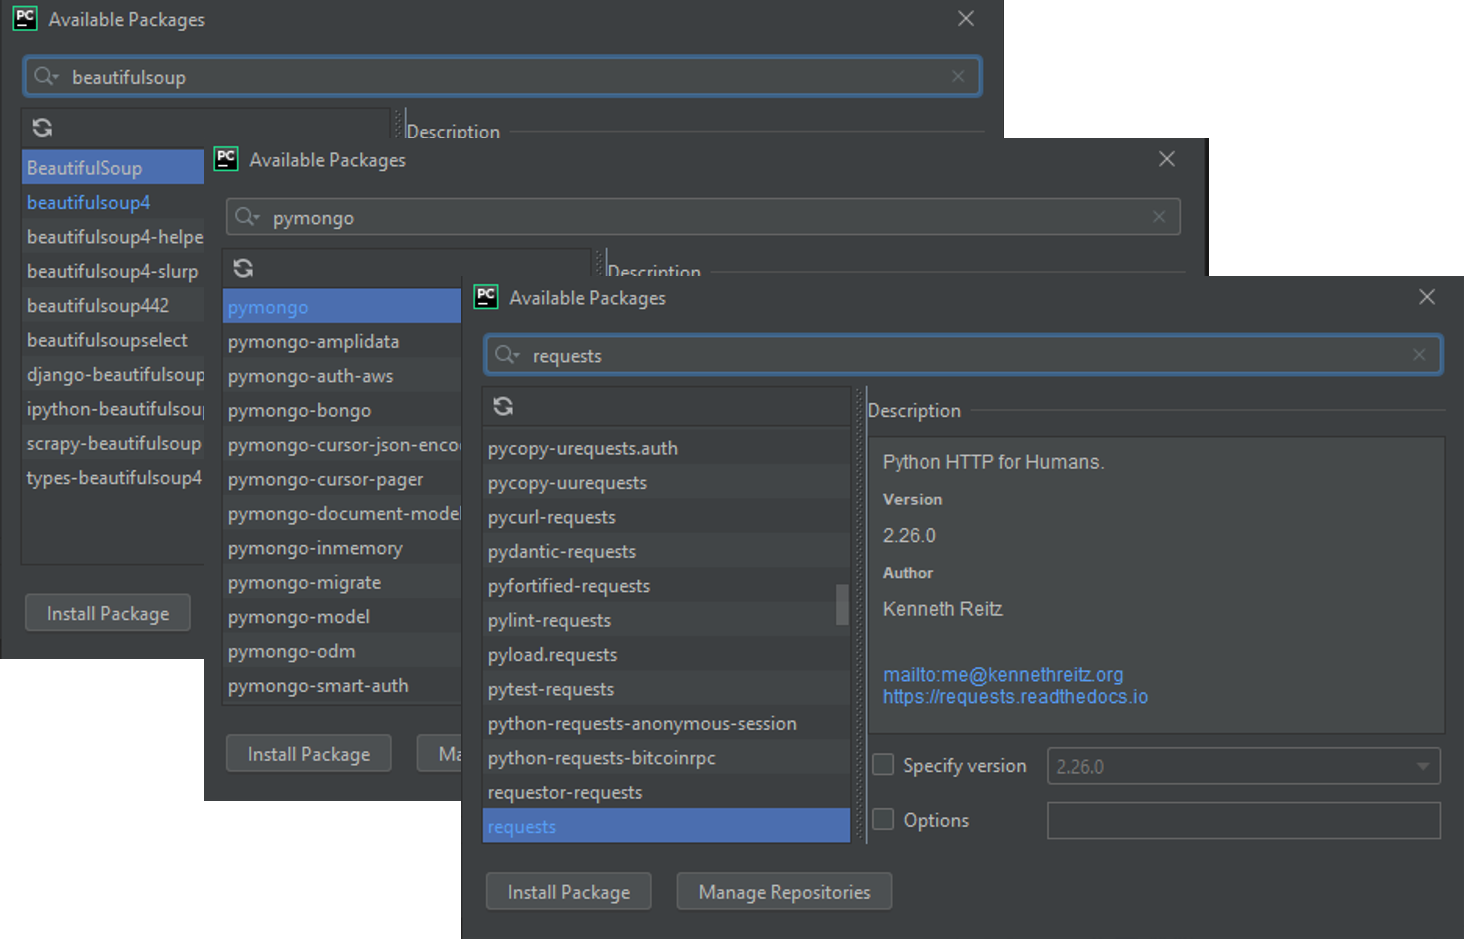 PC Available Packages
beautifulsoup
Description
BeautifulSoup
beautifulsoup4
beautifulsoup4-helpe
beautifulsoup4-slurp
beautifulsoup442
beautifulsoupselect
django-beautifulsoup
ipython-beautifulsou
scrapy-beautifulsoup
types-beautifulsoup4
Install Package
PC Available Packages
pymongo
Description
pymongo
pymongo-amplidata
pymongo-auth-aws
pymongo-bongo
pymongo-cursor-json-enco
pymongo-cursor-pager
pymongo-document-model
pymongo-inmemory
pymongo-migrate
pymongo-model
pymongo-odm
pymongo-smart-auth
Install Package
Ma
PC Available Packages
requests
pycopy-urequests.auth
pycopy-uurequests
pycurl-requests
pydantic-requests
pyfortified-requests
pylint-requests
pyload.requests
pytest-requests
python-requests-anonymous-session
python-requests-bitcoinrpc
requestor-requests
requests
Description
Python HTTP for Humans.
Version
2.26.0
Author
Kenneth Reitz
mailto:me@kennethreitz.org
https://requests.readthedocs.io
Specify version
2.26.0
Options
Install Package
Manage Repositories